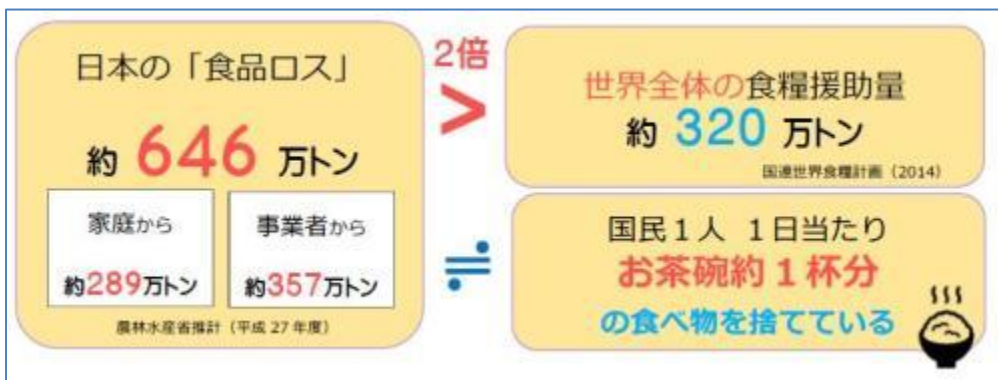 日本の「食品ロス」
約 646 万トン
家庭から
約289万トン
事業者から
約357万トン
農林水産省推計（平成 27 年度）
2倍
>
≒
世界全体の食糧援助量
約 320 万トン
国連世界食糧計画（2014）
国民１人 １日当たり
お茶碗約１杯分
の食べ物を捨てている